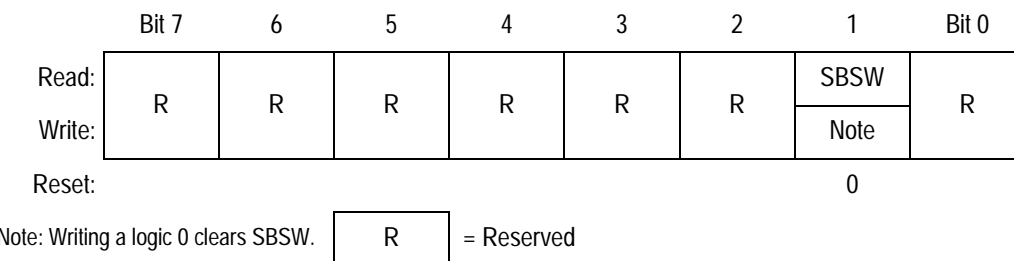 Bit 7 6 5 4 3 2 1 Bit 0
Read: SBSW
R R R R R R R
Write: Note
Reset: 0
Note: Writing a logic 0 clears SBSW. R = Reserved